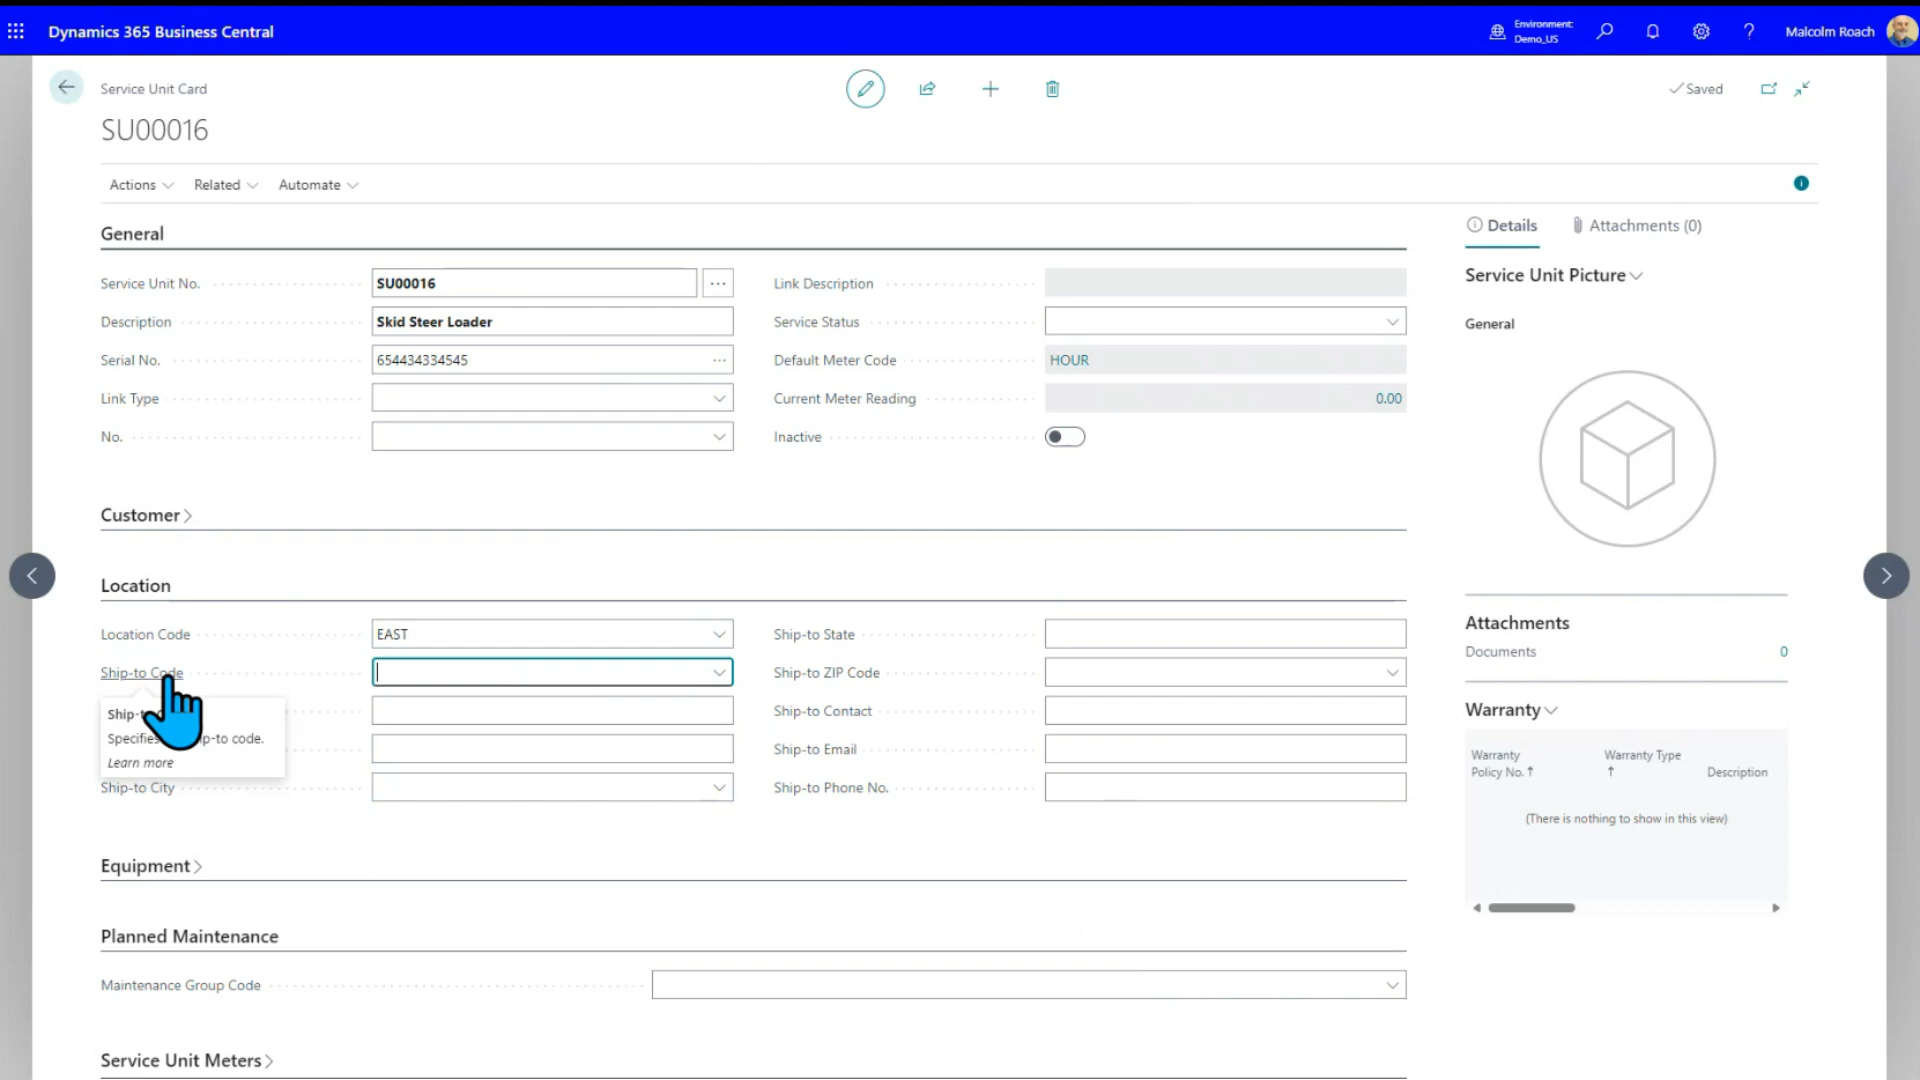 Dynamics 365 Business Central
Environment:
Demo_US
Malcolm Roach
Service Unit Card
Saved
SU00016
Actions
Related
Automate
General
Details
Attachments (0)
Service Unit No.
SU00016
Link Description
Service Unit Picture
Description
Skid Steer Loader
Service Status
General
Serial No.
654434334545
Default Meter Code
HOUR
Link Type
Current Meter Reading
0.00
No.
Inactive
Customer
Location
Location Code
EAST
Ship-to State
Attachments
Documents
0
Ship-to Code
Ship-to ZIP Code
Ship-to Contact
Warranty
Specifies
ship-to code.
Learn more
Ship-to Email
Warranty
Policy No.↑
Warranty Type
↑
Description
Ship-to City
Ship-to Phone No.
(There is nothing to show in this view)
Equipment
Planned Maintenance
Maintenance Group Code
Service Unit Meters